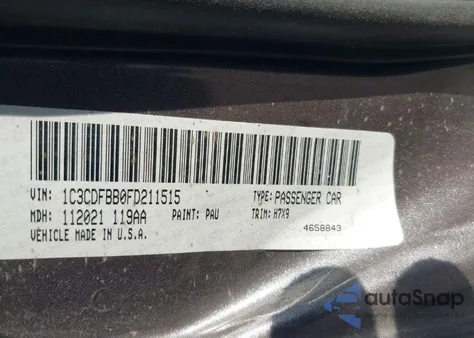 VIN: 1C3CDFBB0FD211515 TYPE: PASSENGER CAR
MDH: 112021 119AA PAINT: PAU TRIM: H7X9
VEHICLE MADE IN U.S.A. 4658843
autoSnap